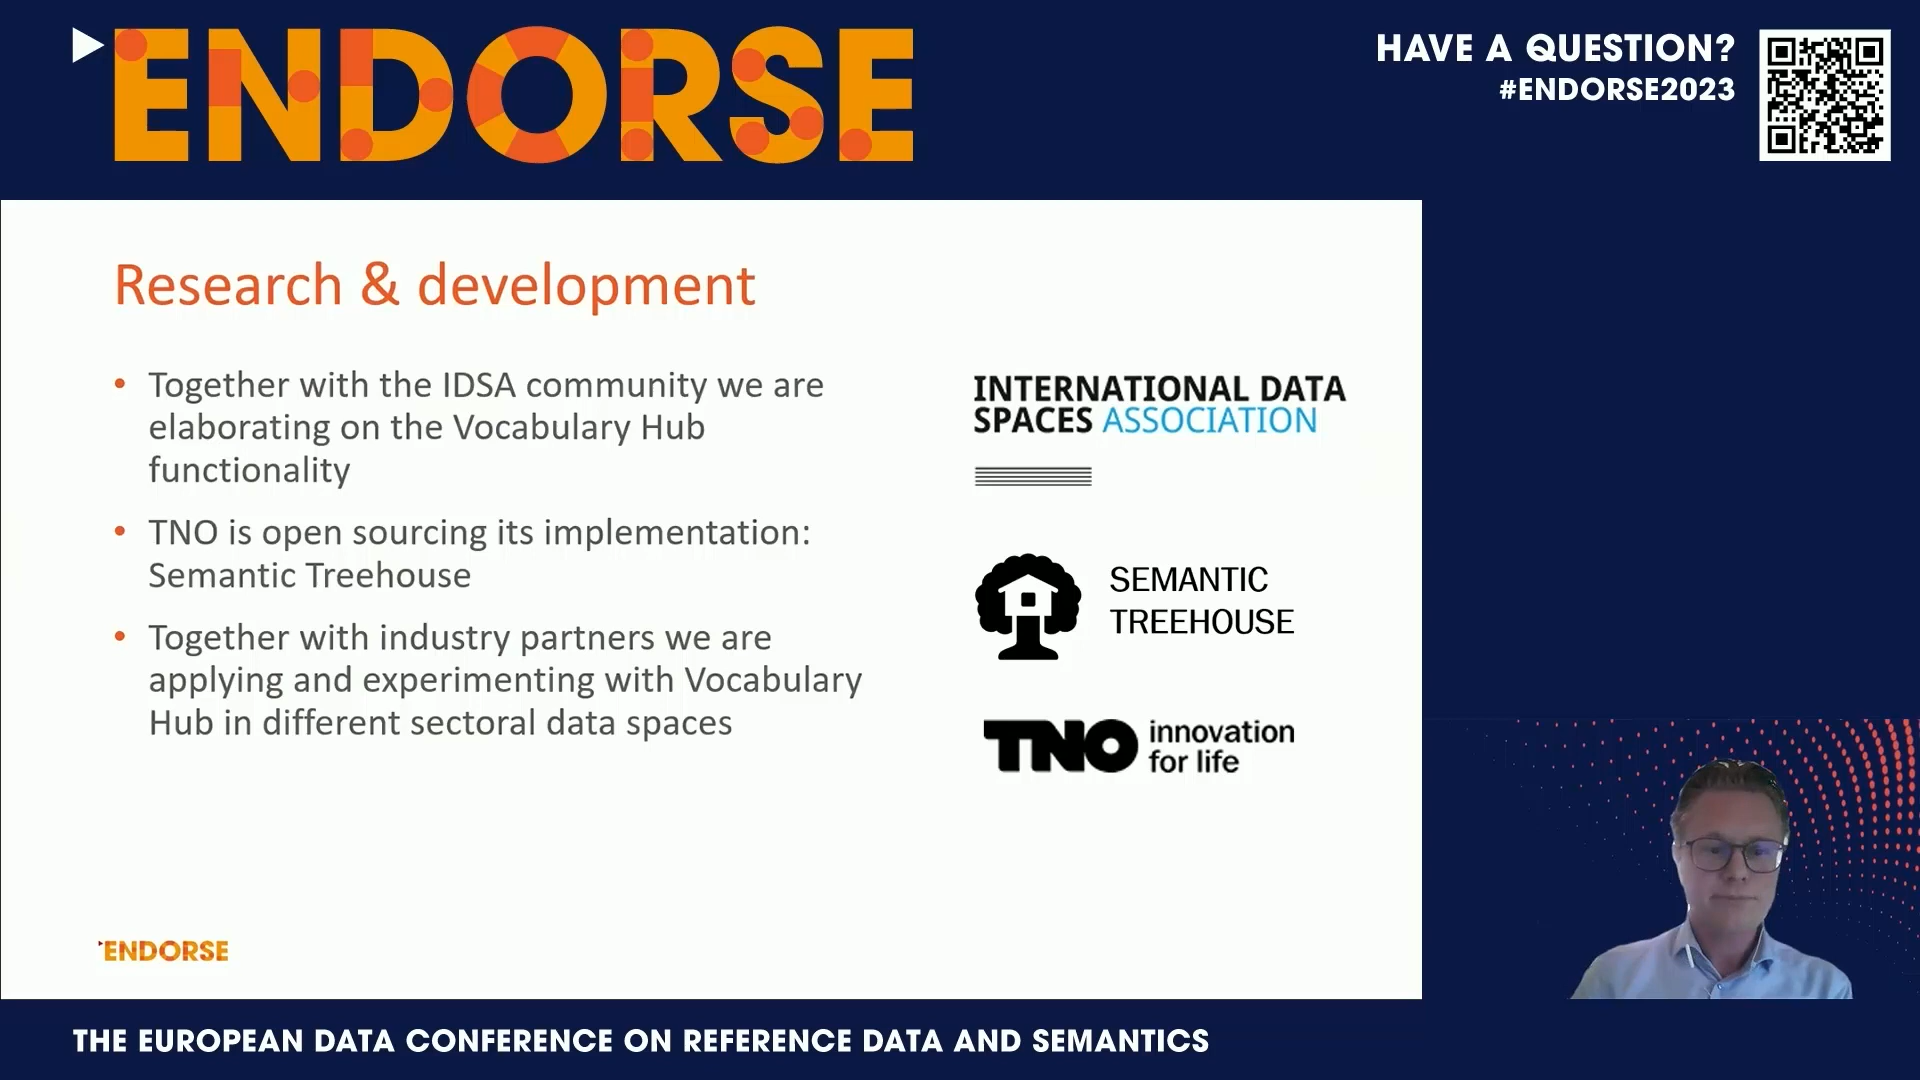 ENDORSE
HAVE A QUESTION?
#ENDORSE2023
Research & development
• Together with the IDSA community we are
elaborating on the Vocabulary Hub
functionality
• TNO is open sourcing its implementation:
Semantic Treehouse
• Together with industry partners we are
applying and experimenting with Vocabulary
Hub in different sectoral data spaces
INTERNATIONAL DATA
SPACES ASSOCIATION
SEMANTIC
TREEHOUSE
TNO innovation
for life
ENDORSE
THE EUROPEAN DATA CONFERENCE ON REFERENCE DATA AND SEMANTICS